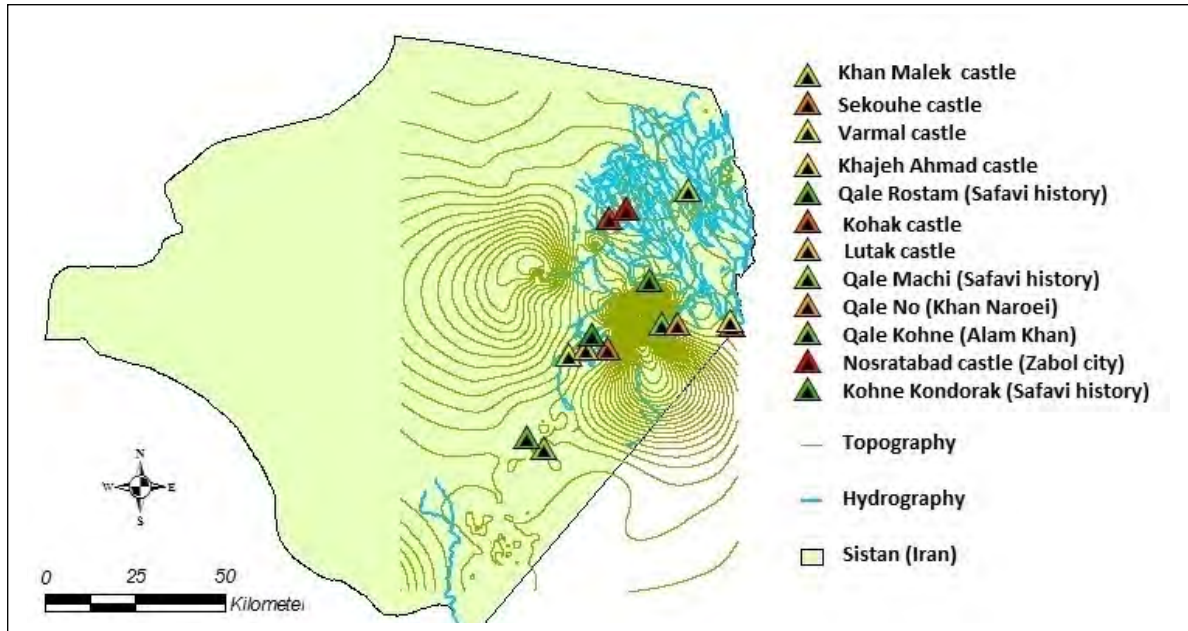 Khan Malek castle
Sekouhe castle
Varmal castle
Khajeh Ahmad castle
Qale Rostam (Safavi history)
Kohak castle
Lutak castle
Qale Machi (Safavi history)
Qale No (Khan Naroei)
Qale Kohne (Alam Khan)
Nosratabad castle (Zabol city)
Kohne Kondorak (Safavi history)
Topography
Hydrography
Sistan (Iran)
N
W E
S
0 25 50
Kilometei